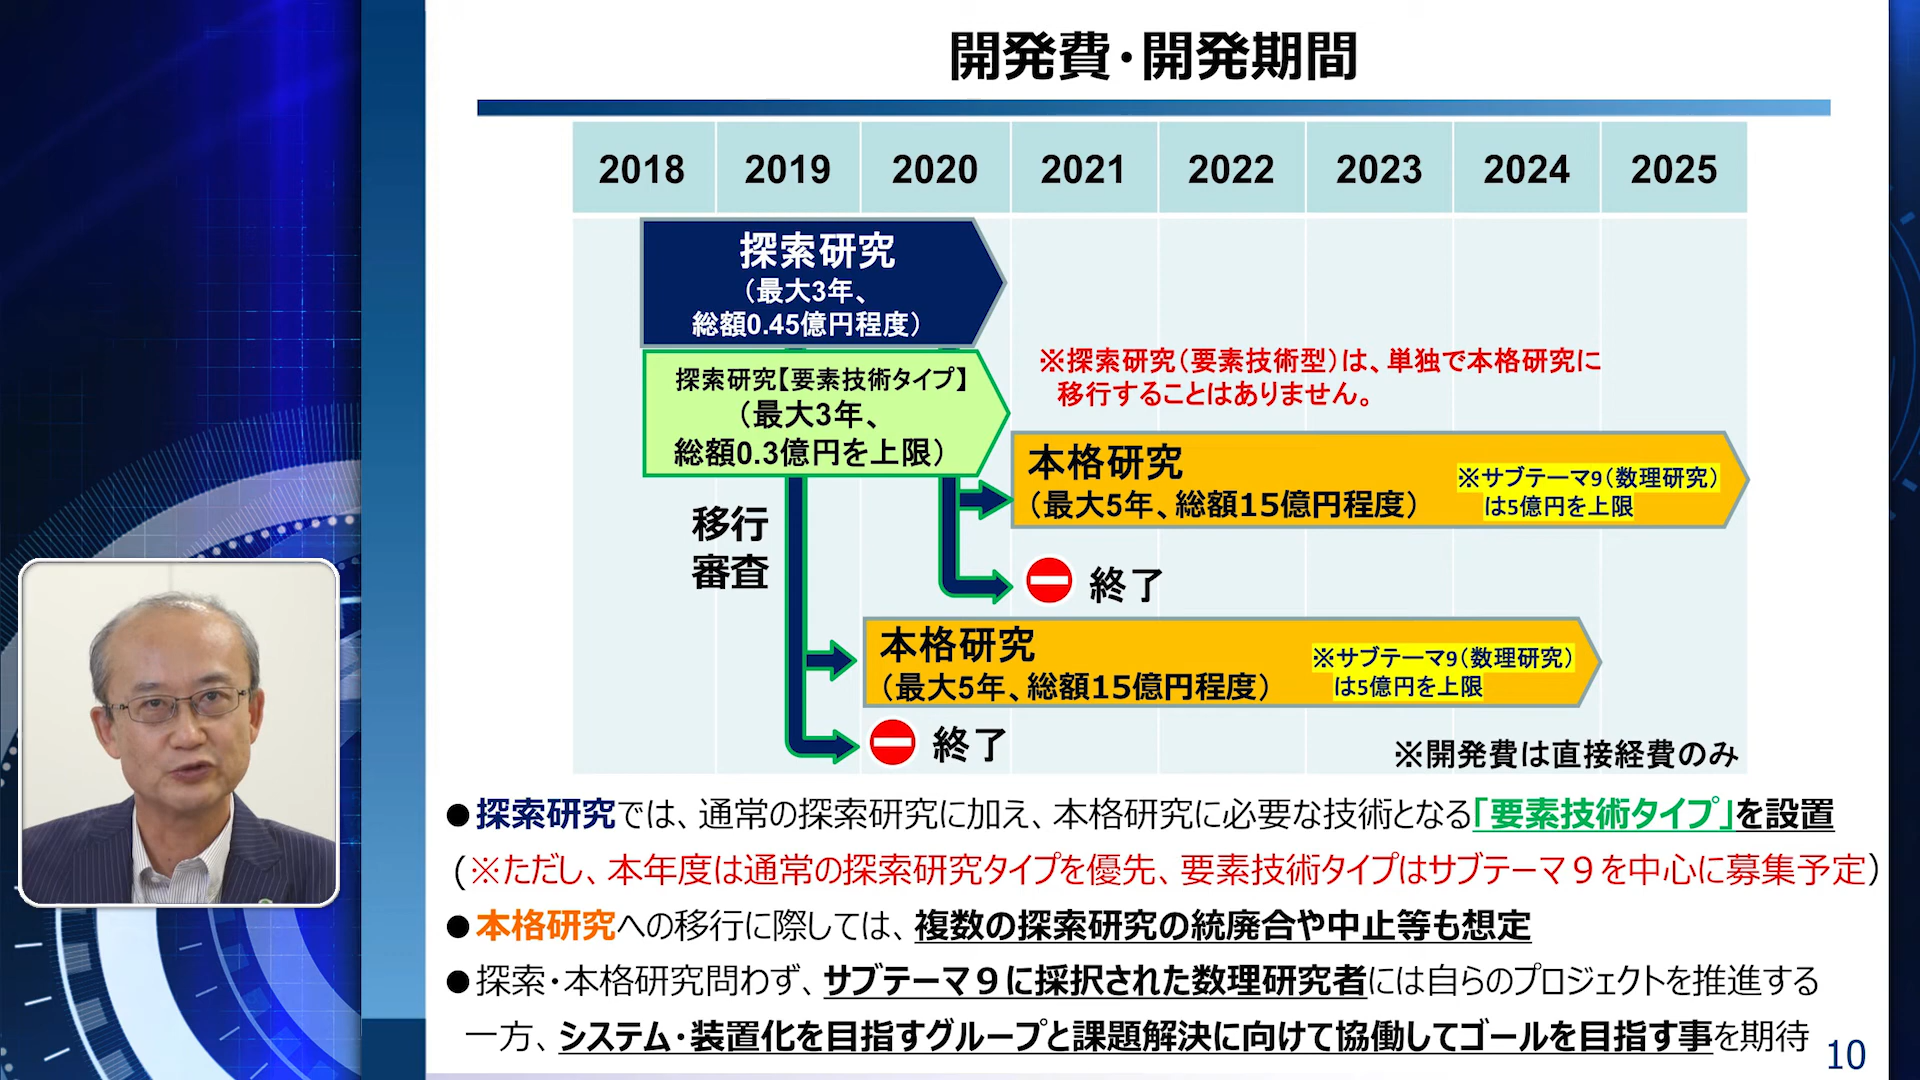 開発費・開発期間
2018 2019 2020 2021 2022 2023 2024 2025
探索研究
（最大3年、
総額0.45億円程度）
探索研究【要素技術タイプ】
（最大3年、
総額0.3億円を上限）
※探索研究（要素技術型）は、単独で本格研究に
移行することはありません。
本格研究
（最大5年、総額15億円程度）
※サブテーマ9（数理研究）
は5億円を上限
移行
審査
終了
本格研究
（最大5年、総額15億円程度）
※サブテーマ9（数理研究）
は5億円を上限
終了
※開発費は直接経費のみ
●探索研究では、通常の探索研究に加え、本格研究に必要な技術となる「要素技術タイプ」を設置
（※ただし、本年度は通常の探索研究タイプを優先、要素技術タイプはサブテーマ９を中心に募集予定）
●本格研究への移行に際しては、複数の探索研究の統廃合や中止等も想定
●探索・本格研究問わず、サブテーマ９に採択された数理研究者には自らのプロジェクトを推進する
一方、システム・装置化を目指すグループと課題解決に向けて協働してゴールを目指す事を期待
10